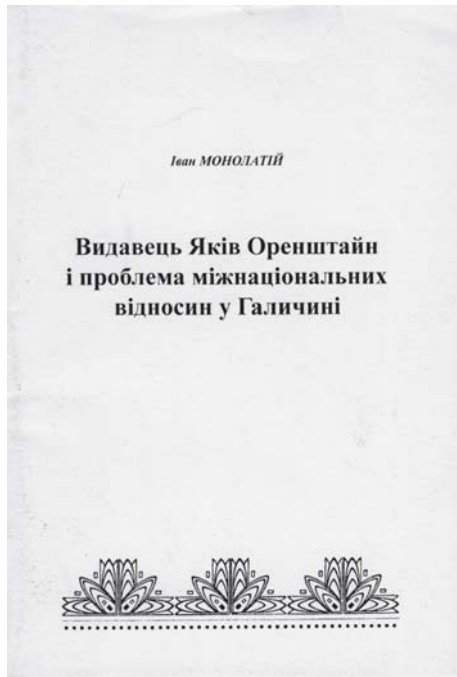 Іван МОНОЛАТІЙ
Видавець Яків Оренштайн
і проблема міжнаціональних
відносин у Галичині